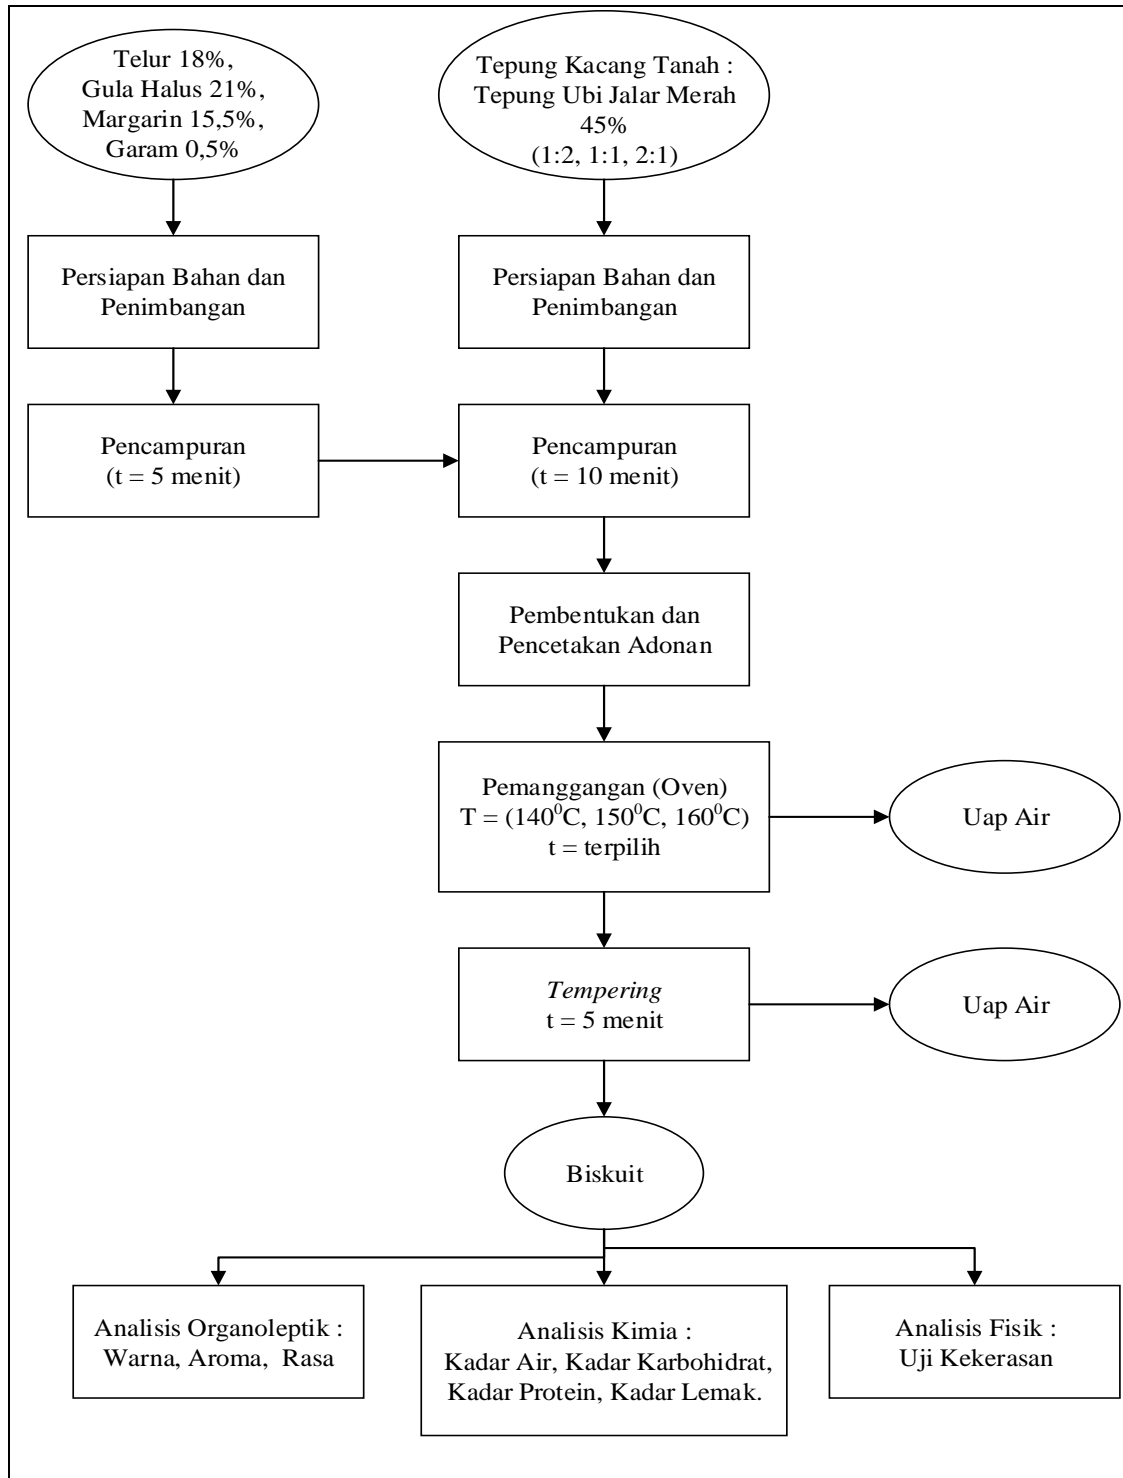 Telur 18%,
Gula Halus 21%,
Margarin 15,5%,
Garam 0,5%
Tepung Kacang Tanah :
Tepung Ubi Jalar Merah
45%
(1:2, 1:1, 2:1)
Persiapan Bahan dan
Penimbangan
Persiapan Bahan dan
Penimbangan
Pencampuran
(t = 5 menit)
Pencampuran
(t = 10 menit)
Pembentukan dan
Pencetakan Adonan
Pemanggangan (Oven)
T = (140⁰C, 150⁰C, 160⁰C)
t = terpilih
Uap Air
Tempering
t = 5 menit
Uap Air
Biskuit
Analisis Organoleptik :
Warna, Aroma, Rasa
Analisis Kimia :
Kadar Air, Kadar Karbohidrat,
Kadar Protein, Kadar Lemak.
Analisis Fisik :
Uji Kekerasan